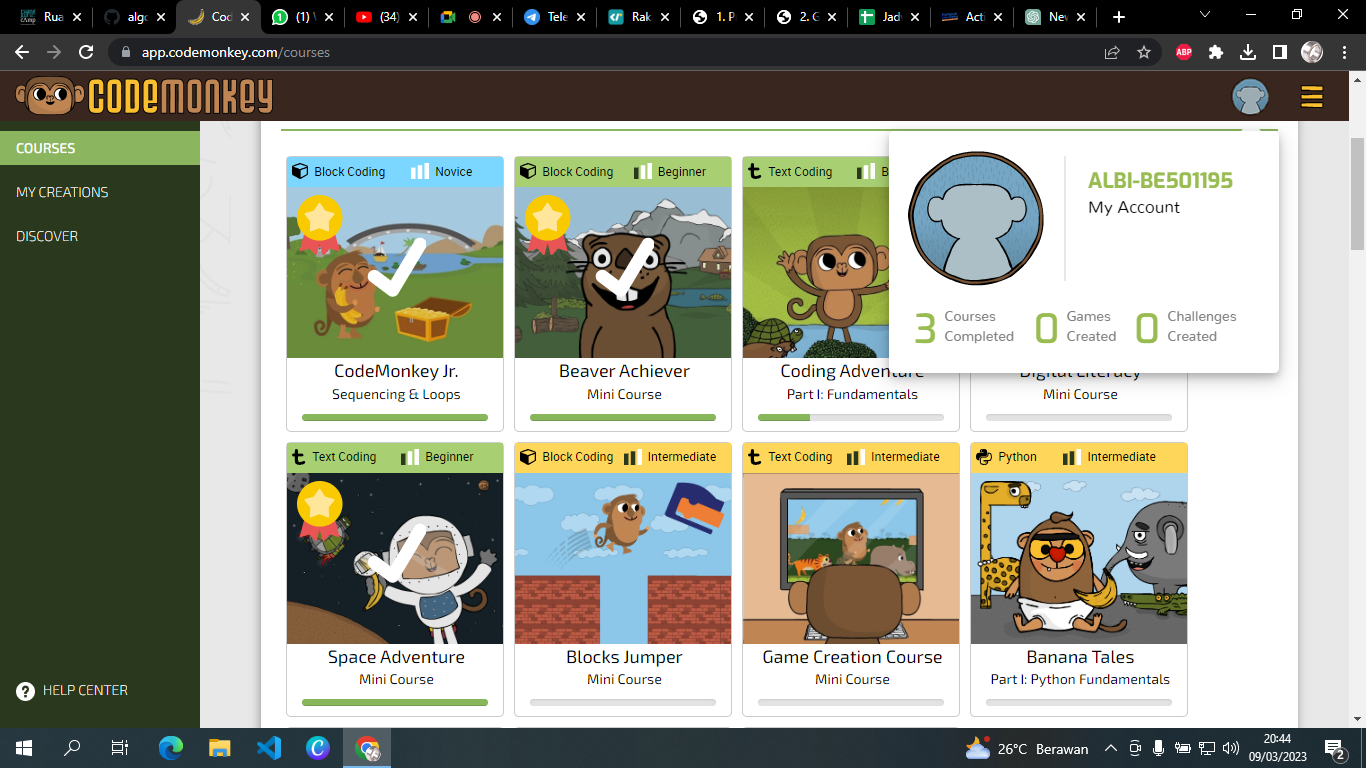 Rua
algo
Cod
(1)
(34)
Tele
Rak
1. P
2. G
Jad
Acti
Nev
app.codemonkey.com/courses
ABP
CODEMONKEY
COURSES
MY CREATIONS
DISCOVER
HELP CENTER
ALBI-BE501195
My Account
3 Courses Completed
0 Games Created
0 Challenges Created
Block Coding Novice
CodeMonkey Jr.
Sequencing & Loops
Block Coding Beginner
Beaver Achiever
Mini Course
Text Coding B
Coding Adventure
Part I: Fundamentals
Digital Literacy
Mini Course
Text Coding Beginner
Space Adventure
Mini Course
Block Coding Intermediate
Blocks Jumper
Mini Course
Text Coding Intermediate
Game Creation Course
Mini Course
Python Intermediate
Banana Tales
Part I: Python Fundamentals
26°C Berawan
20:44
09/03/2023
2